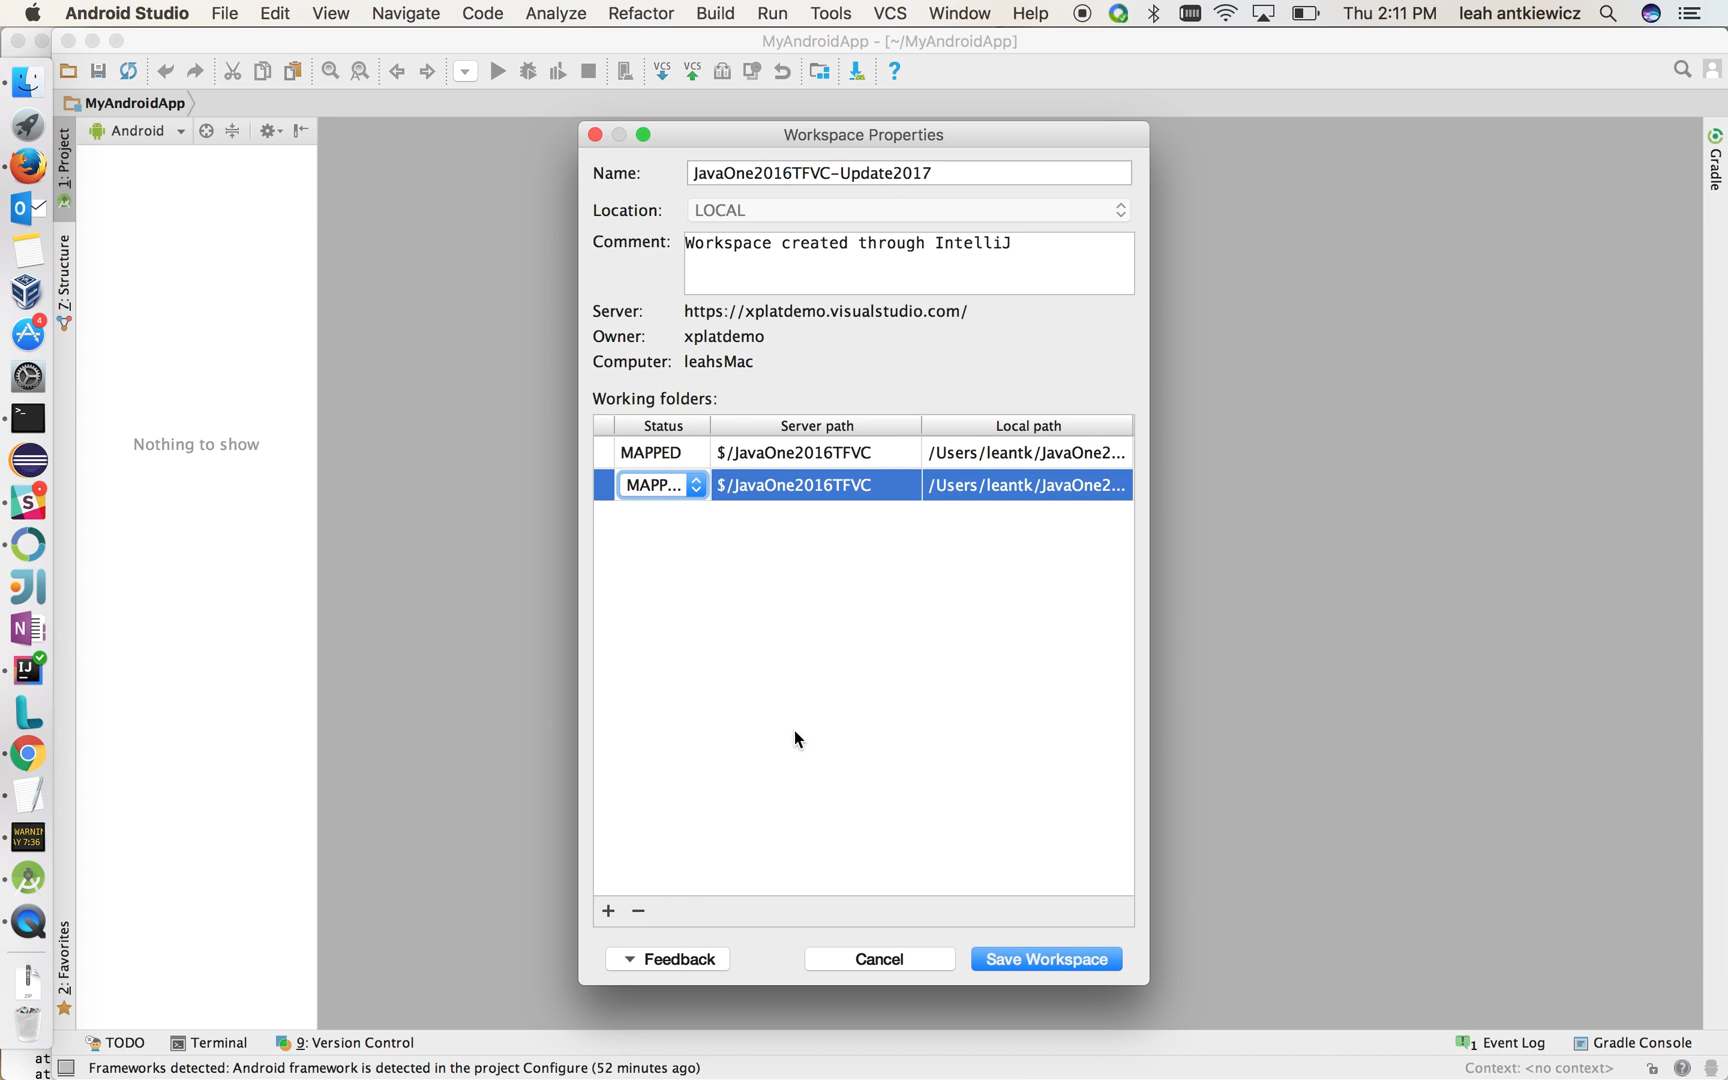 Android Studio File Edit View Navigate Code Analyze Refactor Build Run Tools VCS Window Help Thu 2:11 PM leah antkiewicz
MyAndroidApp - [~/MyAndroidApp]
VCS VCS
MyAndroidApp
Android
1: Project
Z: Structure
2: Favorites
Gradle
Nothing to show
Workspace Properties
Name: JavaOne2016TFVC-Update2017
Location: LOCAL
Comment: Workspace created through IntelliJ
Server: https://xplatdemo.visualstudio.com/
Owner: xplatdemo
Computer: leahsMac
Working folders:
Status Server path Local path
MAPPED $/JavaOne2016TFVC /Users/leantk/JavaOne2...
MAPP... $/JavaOne2016TFVC /Users/leantk/JavaOne2...
+ −
Feedback Cancel Save Workspace
TODO Terminal 9: Version Control 1 Event Log Gradle Console
at
at
Frameworks detected: Android framework is detected in the project Configure (52 minutes ago) Context: <no context>